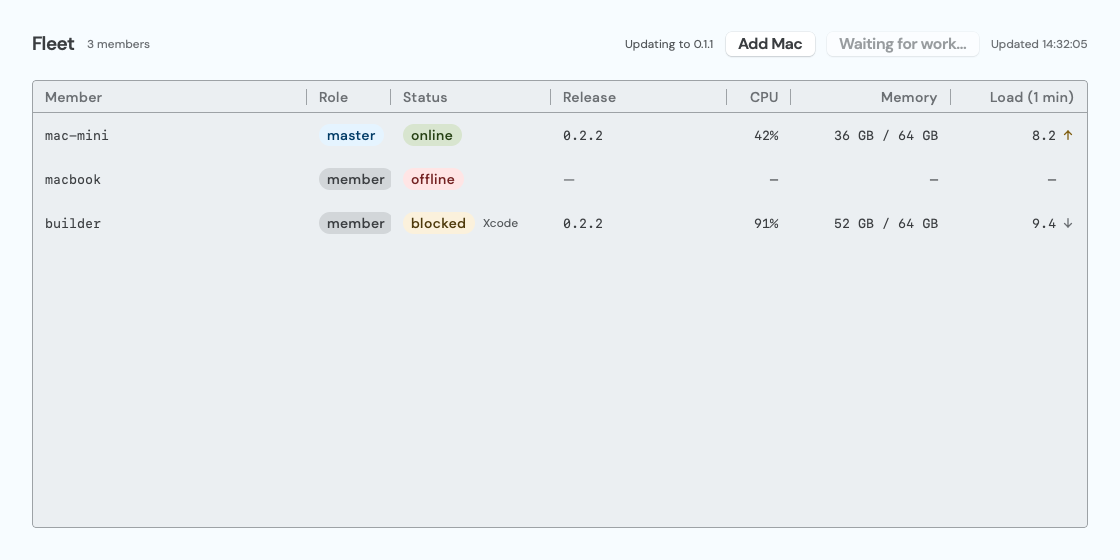 Fleet 3 members Updating to 0.1.1 Add Mac Waiting for work... Updated 14:32:05
Member Role Status Release CPU Memory Load (1 min)
mac-mini master online 0.2.2 42% 36 GB / 64 GB 8.2 ↑
macbook member offline — — — —
builder member blocked Xcode 0.2.2 91% 52 GB / 64 GB 9.4 ↓